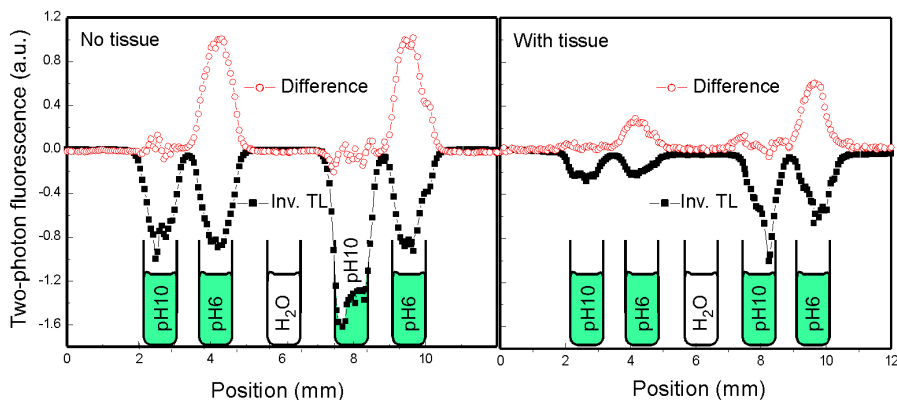 Two-photon fluorescence (a.u.)
1.2
0.8
0.4
0.0
-0.4
-0.8
-1.2
-1.6
No tissue
Difference
Inv. TL
pH10
pH6
H2O
pH10
pH6
0 2 4 6 8 10
Position (mm)
With tissue
Difference
Inv. TL
pH10
pH6
H2O
pH10
pH6
0 2 4 6 8 10 12
Position (mm)